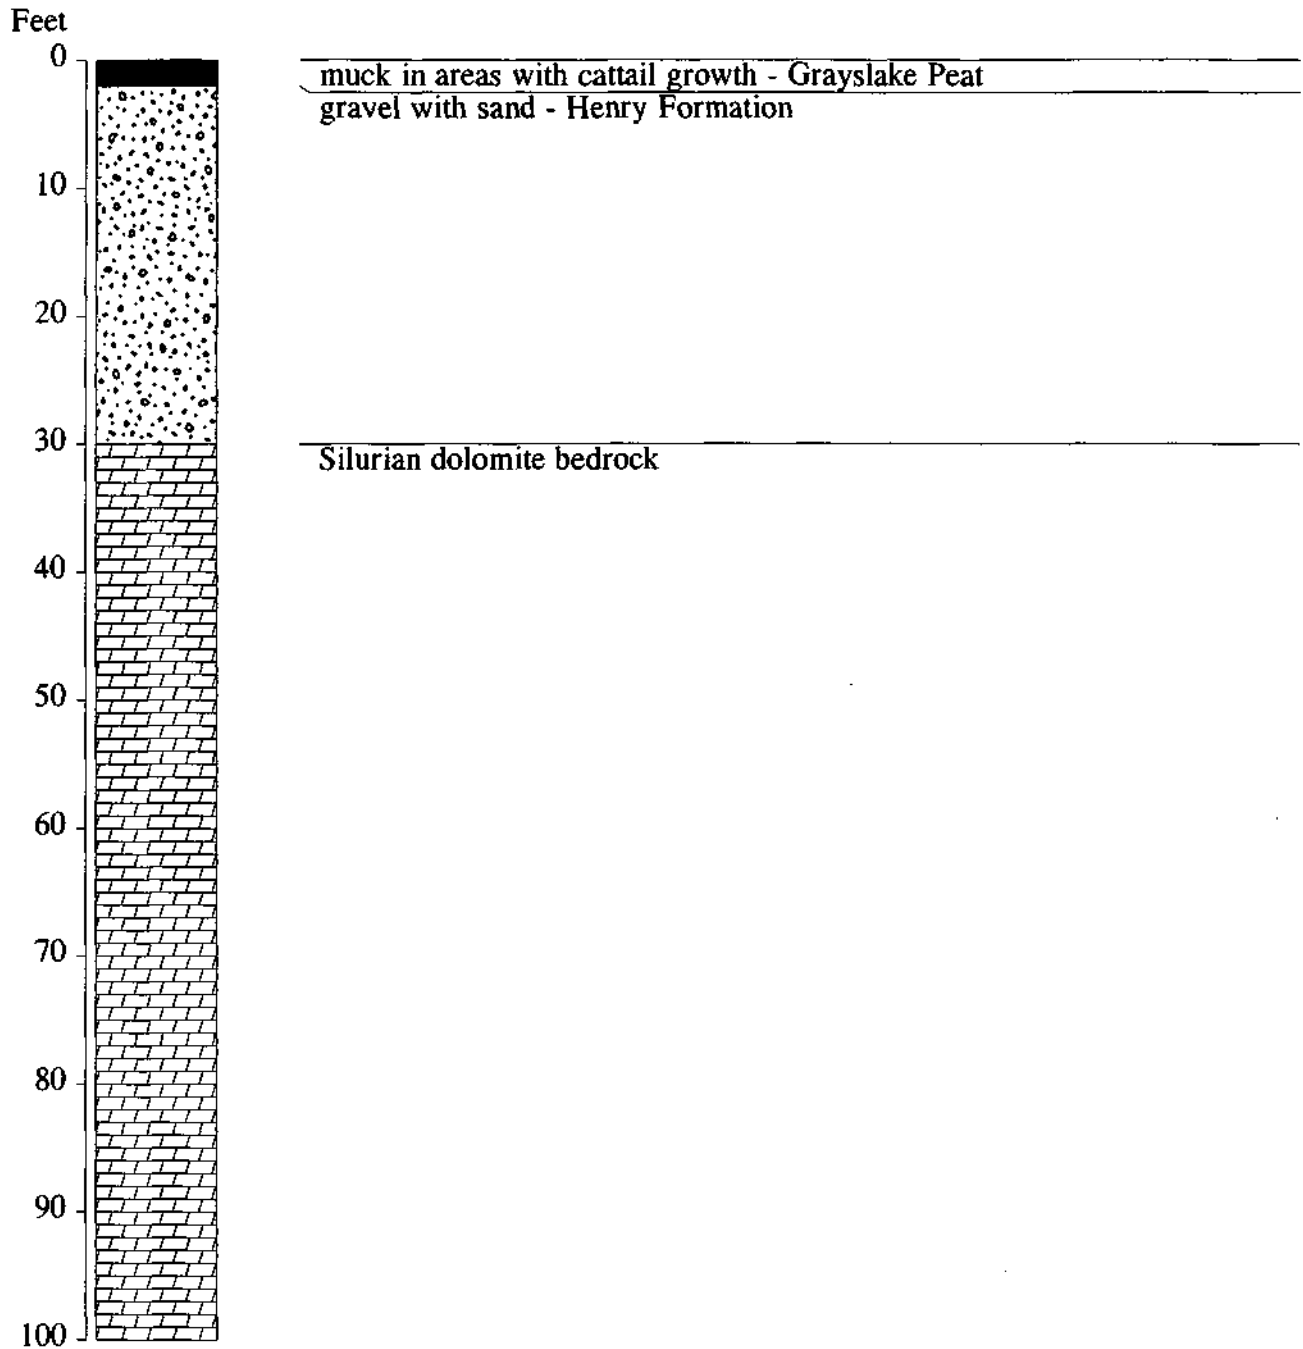 Feet
0
muck in areas with cattail growth - Grayslake Peat
gravel with sand - Henry Formation
10
20
30
Silurian dolomite bedrock
40
50
60
70
80
90
100